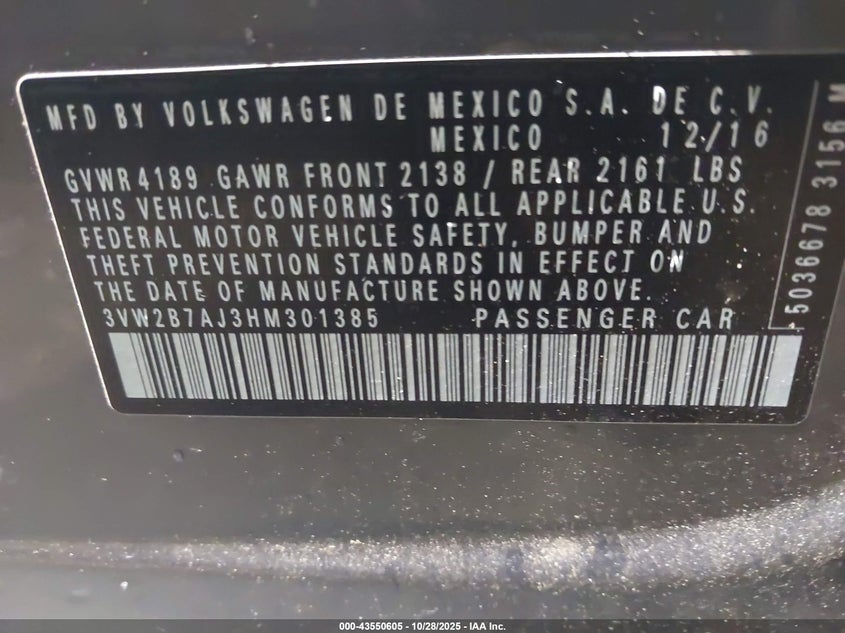 MFD BY VOLKSWAGEN DE MEXICO S.A. DE C.V.
MEXICO 12/16
GVWR 4189 GAWR FRONT 2138 / REAR 2161 LBS
THIS VEHICLE CONFORMS TO ALL APPLICABLE U.S.
FEDERAL MOTOR VEHICLE SAFETY, BUMPER AND
THEFT PREVENTION STANDARDS IN EFFECT ON
THE DATE OF MANUFACTURE SHOWN ABOVE.
3VW2B7AJ3HM301385 PASSENGER CAR
5036678 3156 M
000-43550605 - 10/28/2025 - IAA Inc.